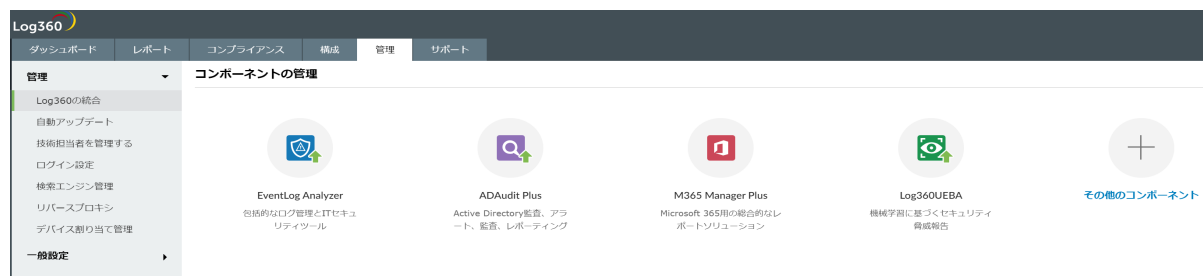 Log360
ダッシュボード レポート コンプライアンス 構成 管理 サポート
管理
Log360の統合
自動アップデート
技術担当者を管理する
ログイン設定
検索エンジン管理
リバースプロキシ
デバイス割り当て管理
一般設定
コンポーネントの管理
EventLog Analyzer
包括的なログ管理とITセキュ
リティツール
ADAudit Plus
Active Directory監査、アラ
ート、監査、レポーティング
M365 Manager Plus
Microsoft 365用の総合的なレ
ポートソリューション
Log360UEBA
機械学習に基づくセキュリティ
脅威報告
その他のコンポーネント